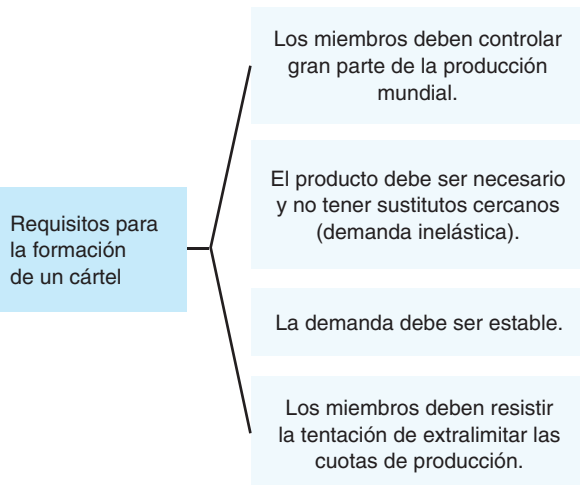 Requisitos para
la formación
de un cártel
Los miembros deben controlar
gran parte de la producción
mundial.
El producto debe ser necesario
y no tener sustitutos cercanos
(demanda inelástica).
La demanda debe ser estable.
Los miembros deben resistir
la tentación de extralimitar las
cuotas de producción.